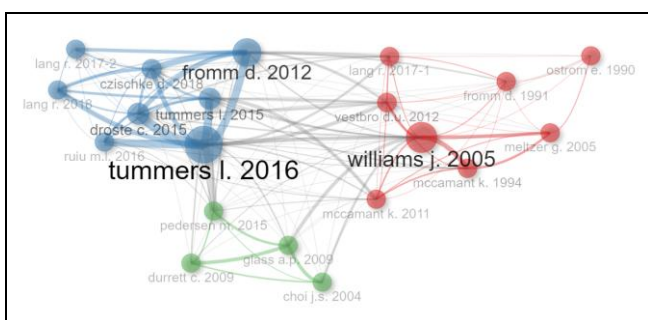 lang r. 2017-2
fromm d. 2012
lang r. 2017-1
ostrom e. 1990
czischke d. 2018
fromm d. 1991
lang r. 2018
tummers l. 2015
vestbro d.u. 2012
droste c. 2015
meltzer g. 2005
ruiu m.l. 2016
williams j. 2005
tummers l. 2016
mccamant k. 1994
mccamant k. 2011
pedersen m. 2015
glass a.p. 2009
durrett c. 2009
choi j.s. 2004